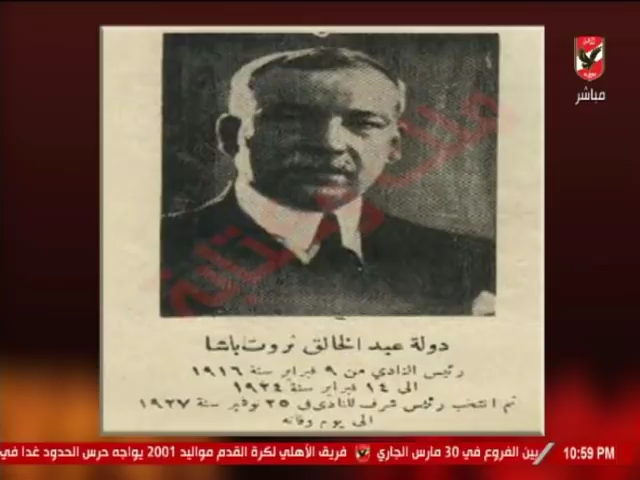 مباشر
دولة عبد الخالق ثروت باشا
رئيس النادي من ٩ فبراير سنة ١٩١٦
الى ١٤ فبراير سنة ١٩٢٤
ثم انتخب رئيس شرف للنادى فى ٢٥ نوفمبر سنة ١٩٢٧
الى يوم وفاته
بين الفروع في 30 مارس الجاري فريق الأهلي لكرة القدم مواليد 2001 يواجه حرس الحدود غدا في
10:59 PM